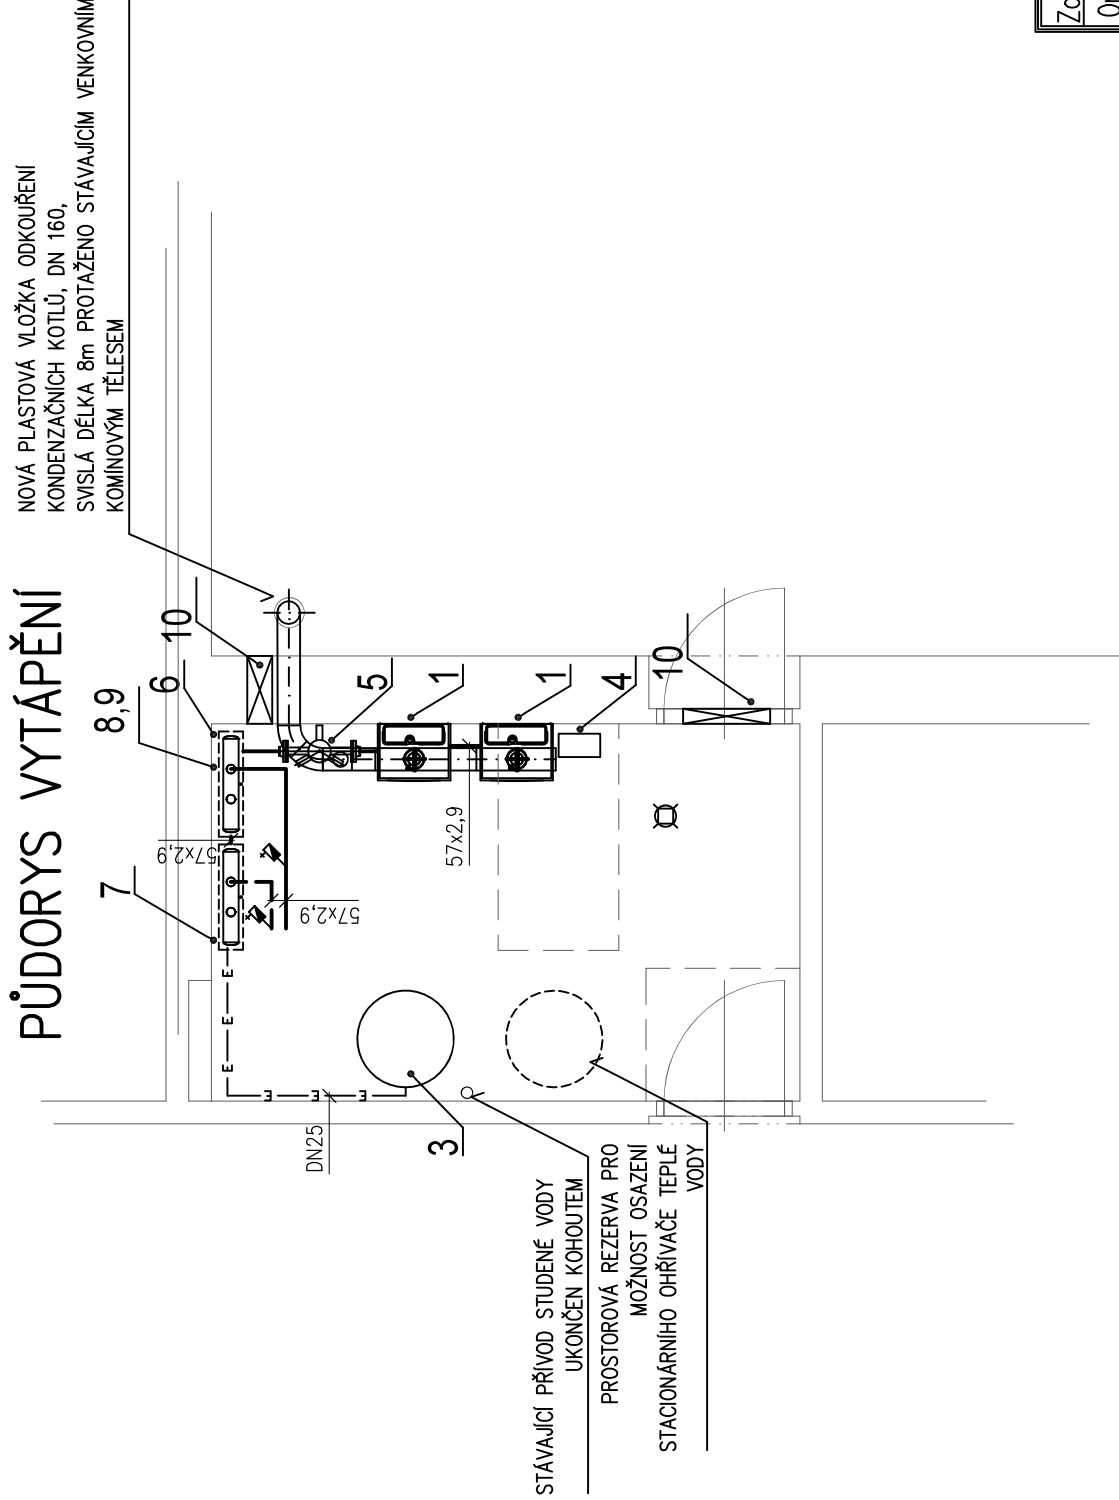 PŮDORYS VYTÁPĚNÍ
NOVÁ PLASTOVÁ VLOŽKA ODKOUŘENÍ
KONDENZAČNÍCH KOTLŮ, DN 160,
SVISLÁ DÉLKA 8m PROTAŽENO STÁVAJÍCÍM VENKOVNÍM
KOMÍNOVÝM TĚLESEM
7
8,9
6
10
57x2,9
57x2,9
57x2,9
5
1
1
4
10
DN25
3
STÁVAJÍCÍ PŘÍVOD STUDENÉ VODY
UKONČEN KOHOUTEM
PROSTOROVÁ REZERVA PRO
MOŽNOST OSAZENÍ
STACIONÁRNÍHO OHŘÍVAČE TEPLÉ
VODY
E
E
E
E
E
E